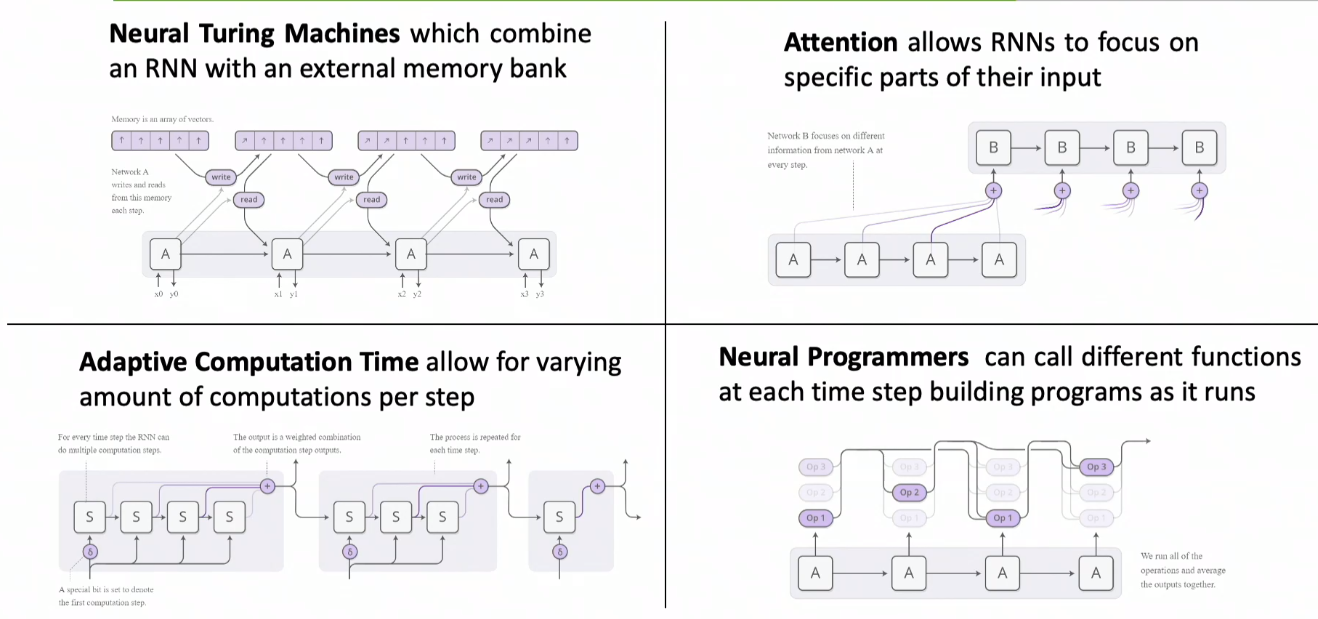 Neural Turing Machines which combine
an RNN with an external memory bank
Memory is an array of vectors.
Network A
writes and reads
from this memory
each step.
write write write
read read read
A A A A
x0 y0 x1 y1 x2 y2 x3 y3
Attention allows RNNs to focus on
specific parts of their input
Network B focuses on different
information from network A at
every step.
B B B B
+ + + +
A A A A
Adaptive Computation Time allow for varying
amount of computations per step
For every time step the RNN can
do multiple computation steps.
The output is a weighted combination
of the computation step outputs.
The process is repeated for
each time step.
+ + +
S S S S S S S S
δ δ δ
A special bit is set to denote
the first computation step.
Neural Programmers can call different functions
at each time step building programs as it runs
Op 3 Op 3 Op 3 Op 3
Op 2 Op 2 Op 2 Op 2
Op 1 Op 1 Op 1 Op 1
A A A A
We run all of the
operations and average
the outputs together.